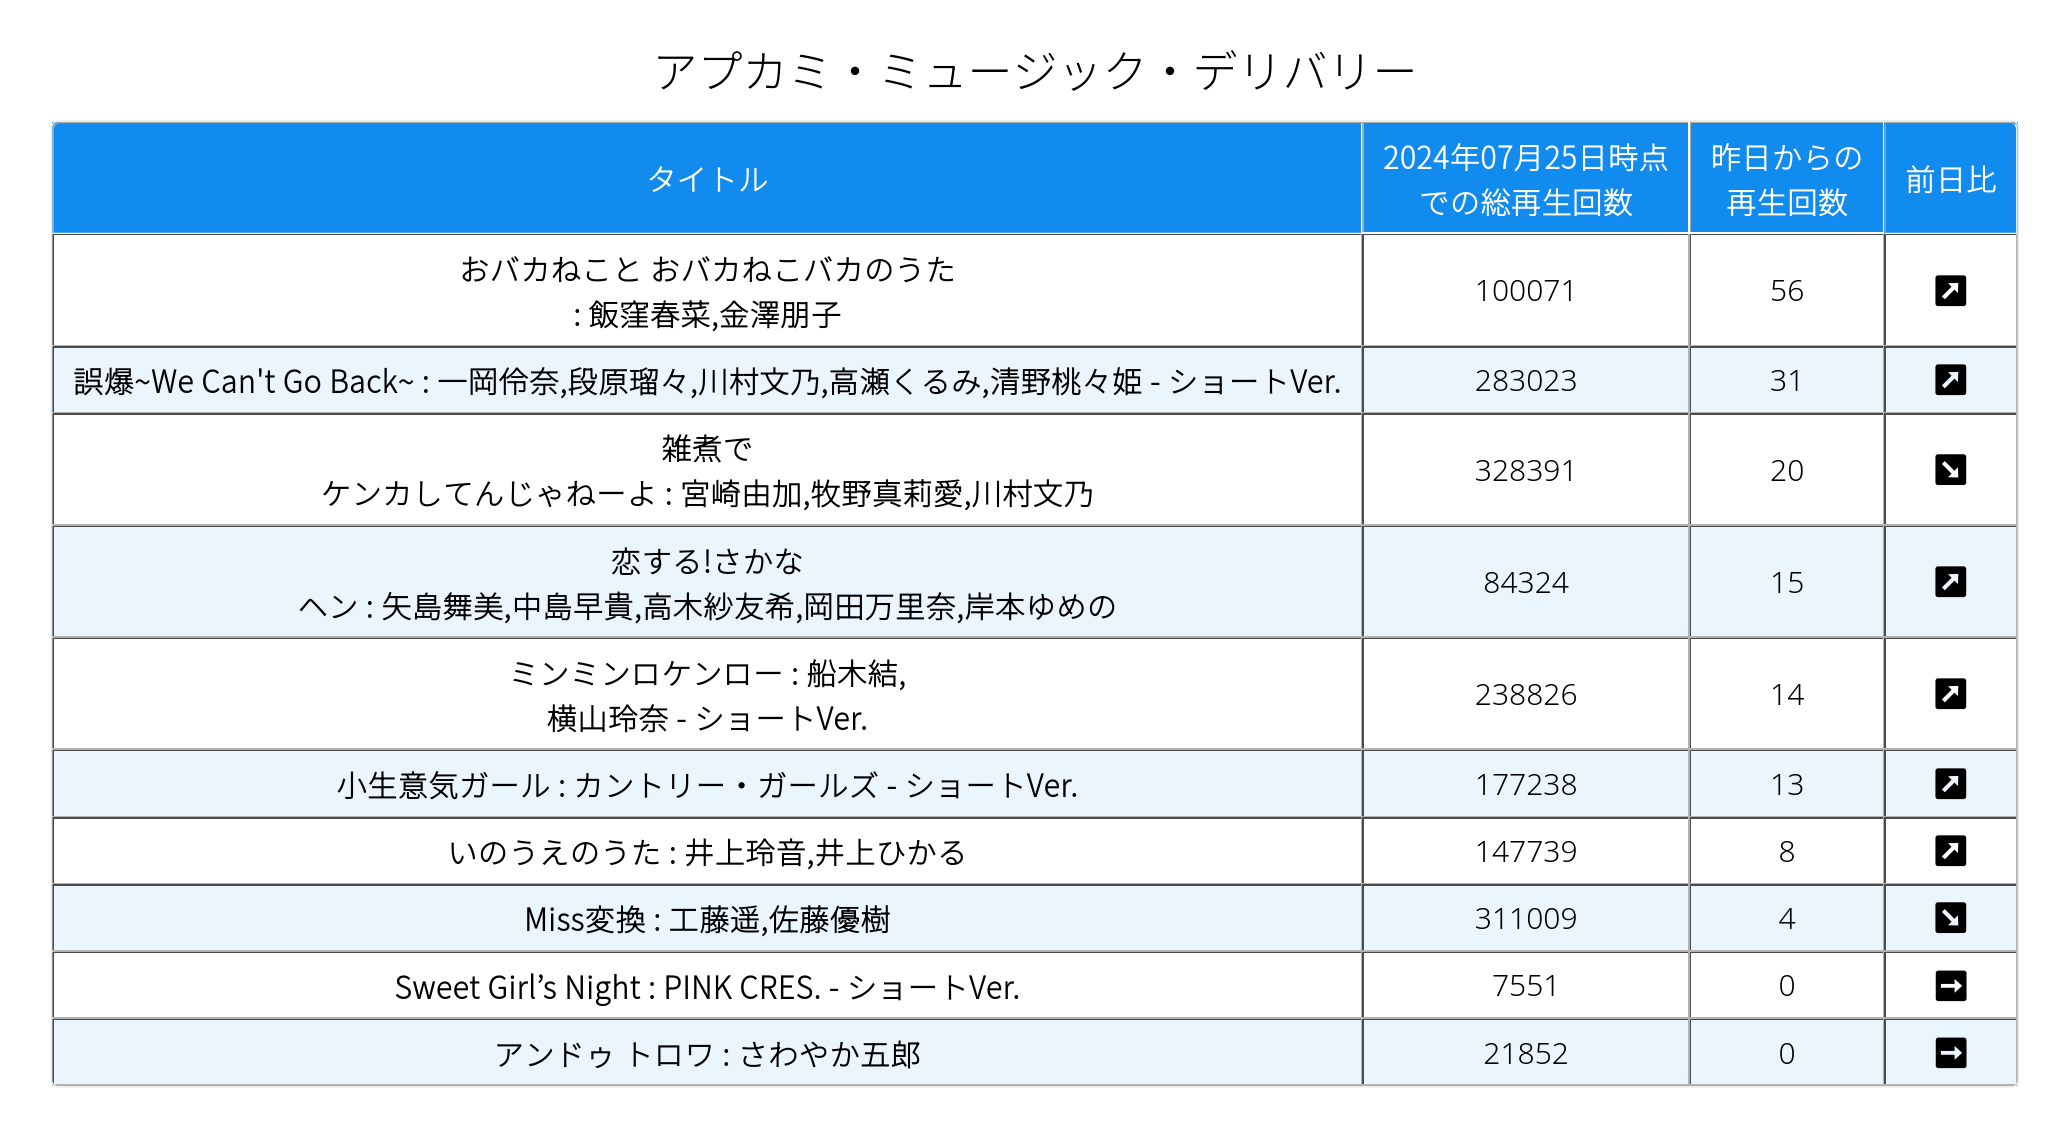 アプカミ・ミュージック・デリバリー
タイトル
2024年07月25日時点
での総再生回数
昨日からの
再生回数
前日比
おバカねこと おバカねこバカのうた
: 飯窪春菜,金澤朋子
100071
56
誤爆~We Can't Go Back~ : 一岡伶奈,段原瑠々,川村文乃,高瀬くるみ,清野桃々姫 - ショートVer.
283023
31
雑煮で
ケンカしてんじゃねーよ : 宮崎由加,牧野真莉愛,川村文乃
328391
20
恋する!さかな
ヘン : 矢島舞美,中島早貴,高木紗友希,岡田万里奈,岸本ゆめの
84324
15
ミンミンロケンロー : 船木結,
横山玲奈 - ショートVer.
238826
14
小生意気ガール : カントリー・ガールズ - ショートVer.
177238
13
いのうえのうた : 井上玲音,井上ひかる
147739
8
Miss変換 : 工藤遥,佐藤優樹
311009
4
Sweet Girl’s Night : PINK CRES. - ショートVer.
7551
0
アンドゥ トロワ : さわやか五郎
21852
0